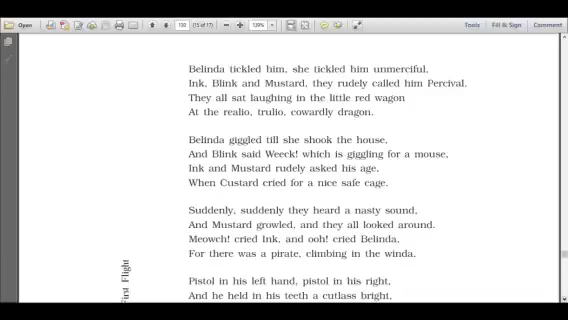 Open
130
(15 of 17)
139%
Tools
Fill & Sign
Comment
Belinda tickled him, she tickled him unmerciful,
Ink, Blink and Mustard, they rudely called him Percival.
They all sat laughing in the little red wagon
At the realio, trulio, cowardly dragon.
Belinda giggled till she shook the house,
And Blink said Weeck! which is giggling for a mouse,
Ink and Mustard rudely asked his age,
When Custard cried for a nice safe cage.
Suddenly, suddenly they heard a nasty sound,
And Mustard growled, and they all looked around.
Meowch! cried Ink, and ooh! cried Belinda,
For there was a pirate, climbing in the winda.
Pistol in his left hand, pistol in his right,
And he held in his teeth a cutlass bright,
First Flight